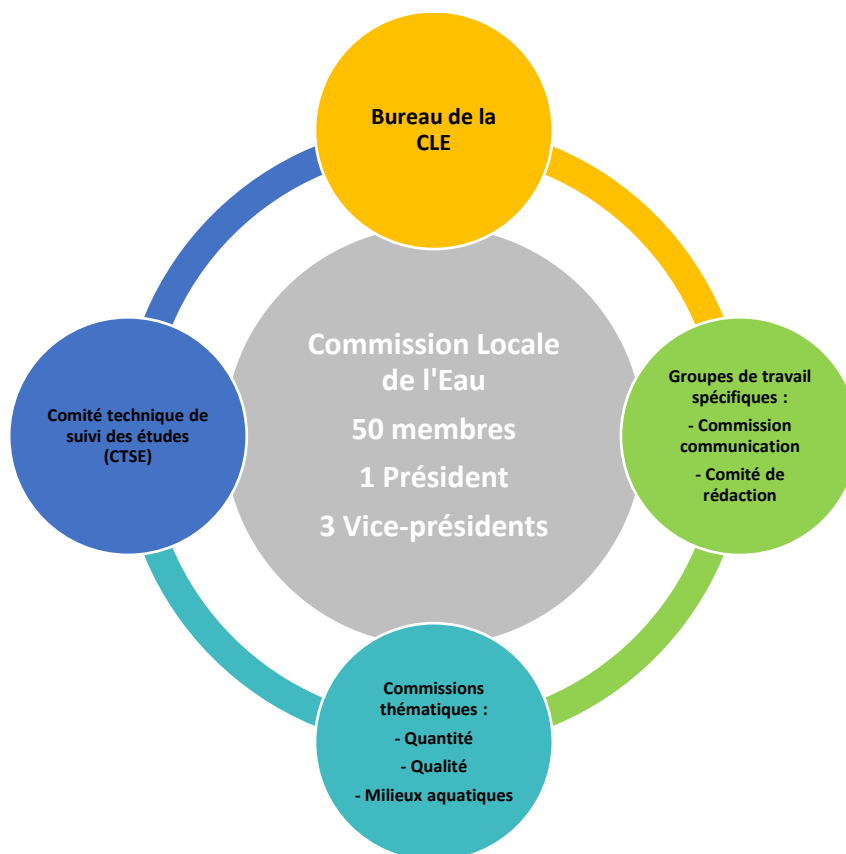 Bureau de la
CLE
Commission Locale
de l'Eau
50 membres
1 Président
3 Vice-présidents
Comité technique de
suivi des études
(CTSE)
Groupes de travail
spécifiques :
- Commission
communication
- Comité de
rédaction
Commissions
thématiques :
- Quantité
- Qualité
- Milieux aquatiques